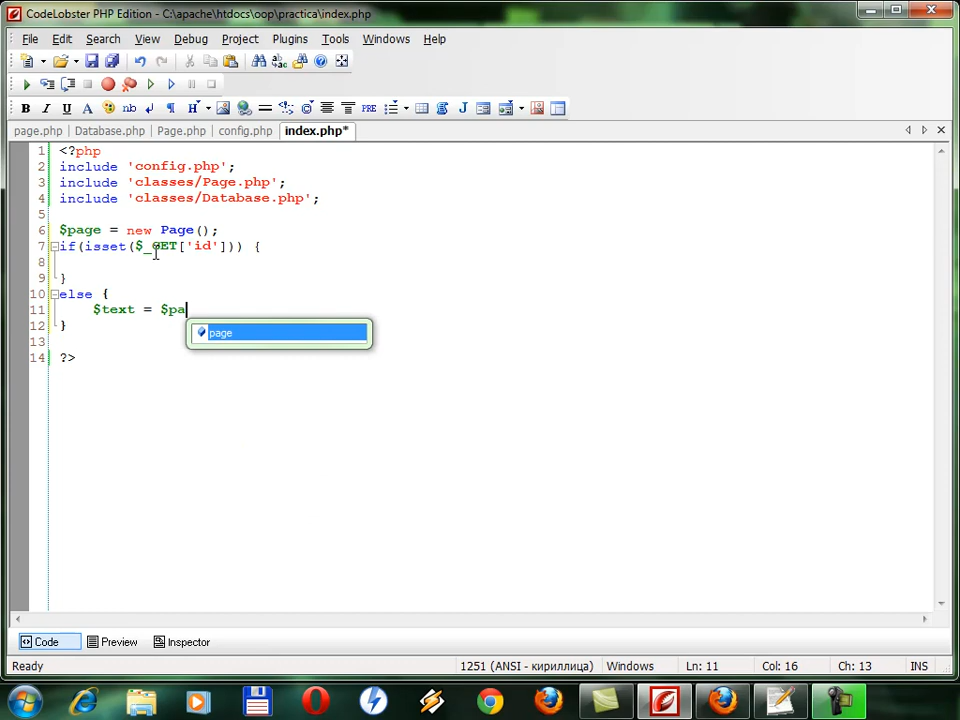 CodeLobster PHP Edition - C:\apache\htdocs\oop\practica\index.php
File Edit Search View Debug Project Plugins Tools Windows Help
B I U A nb H PRE J
page.php Database.php Page.php config.php index.php*
1 <?php
2 include 'config.php';
3 include 'classes/Page.php';
4 include 'classes/Database.php';
5
6 $page = new Page();
7 if(isset($_GET['id'])) {
8
9 }
10 else {
11 $text = $pa
page
12 }
13
14 ?>
Code Preview Inspector
Ready 1251 (ANSI - кириллица) Windows Ln: 11 Col: 16 Ch: 13 INS